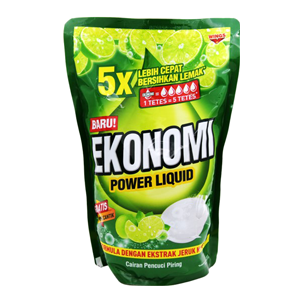 WINGS
5X
LEBIH CEPAT
BERSIHKAN LEMAK
1 TETES = 5 TETES
BARU!
EKONOMI
POWER LIQUID
DENGAN EKSTRAK JERUK
Cairan Pencuci Piring